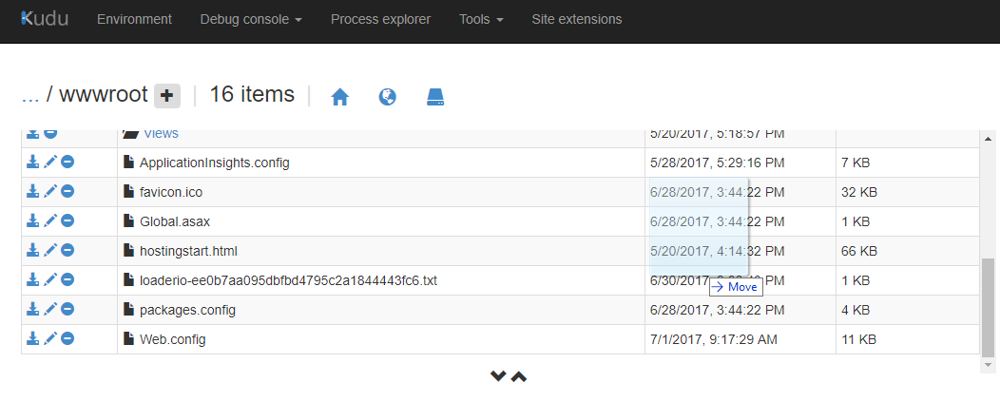 Kudu Environment Debug console Process explorer Tools Site extensions
... / wwwroot 16 items
Views 5/20/2017, 5:18:57 PM
ApplicationInsights.config 5/28/2017, 5:29:16 PM 7 KB
favicon.ico 6/28/2017, 3:44:22 PM 32 KB
Global.asax 6/28/2017, 3:44:22 PM 1 KB
hostingstart.html 5/20/2017, 4:14:32 PM 66 KB
loaderio-ee0b7aa095dbfbd4795c2a1844443fc6.txt 6/30/2017, PM 1 KB
Move
packages.config 6/28/2017, 3:44:22 PM 4 KB
Web.config 7/1/2017, 9:17:29 AM 11 KB